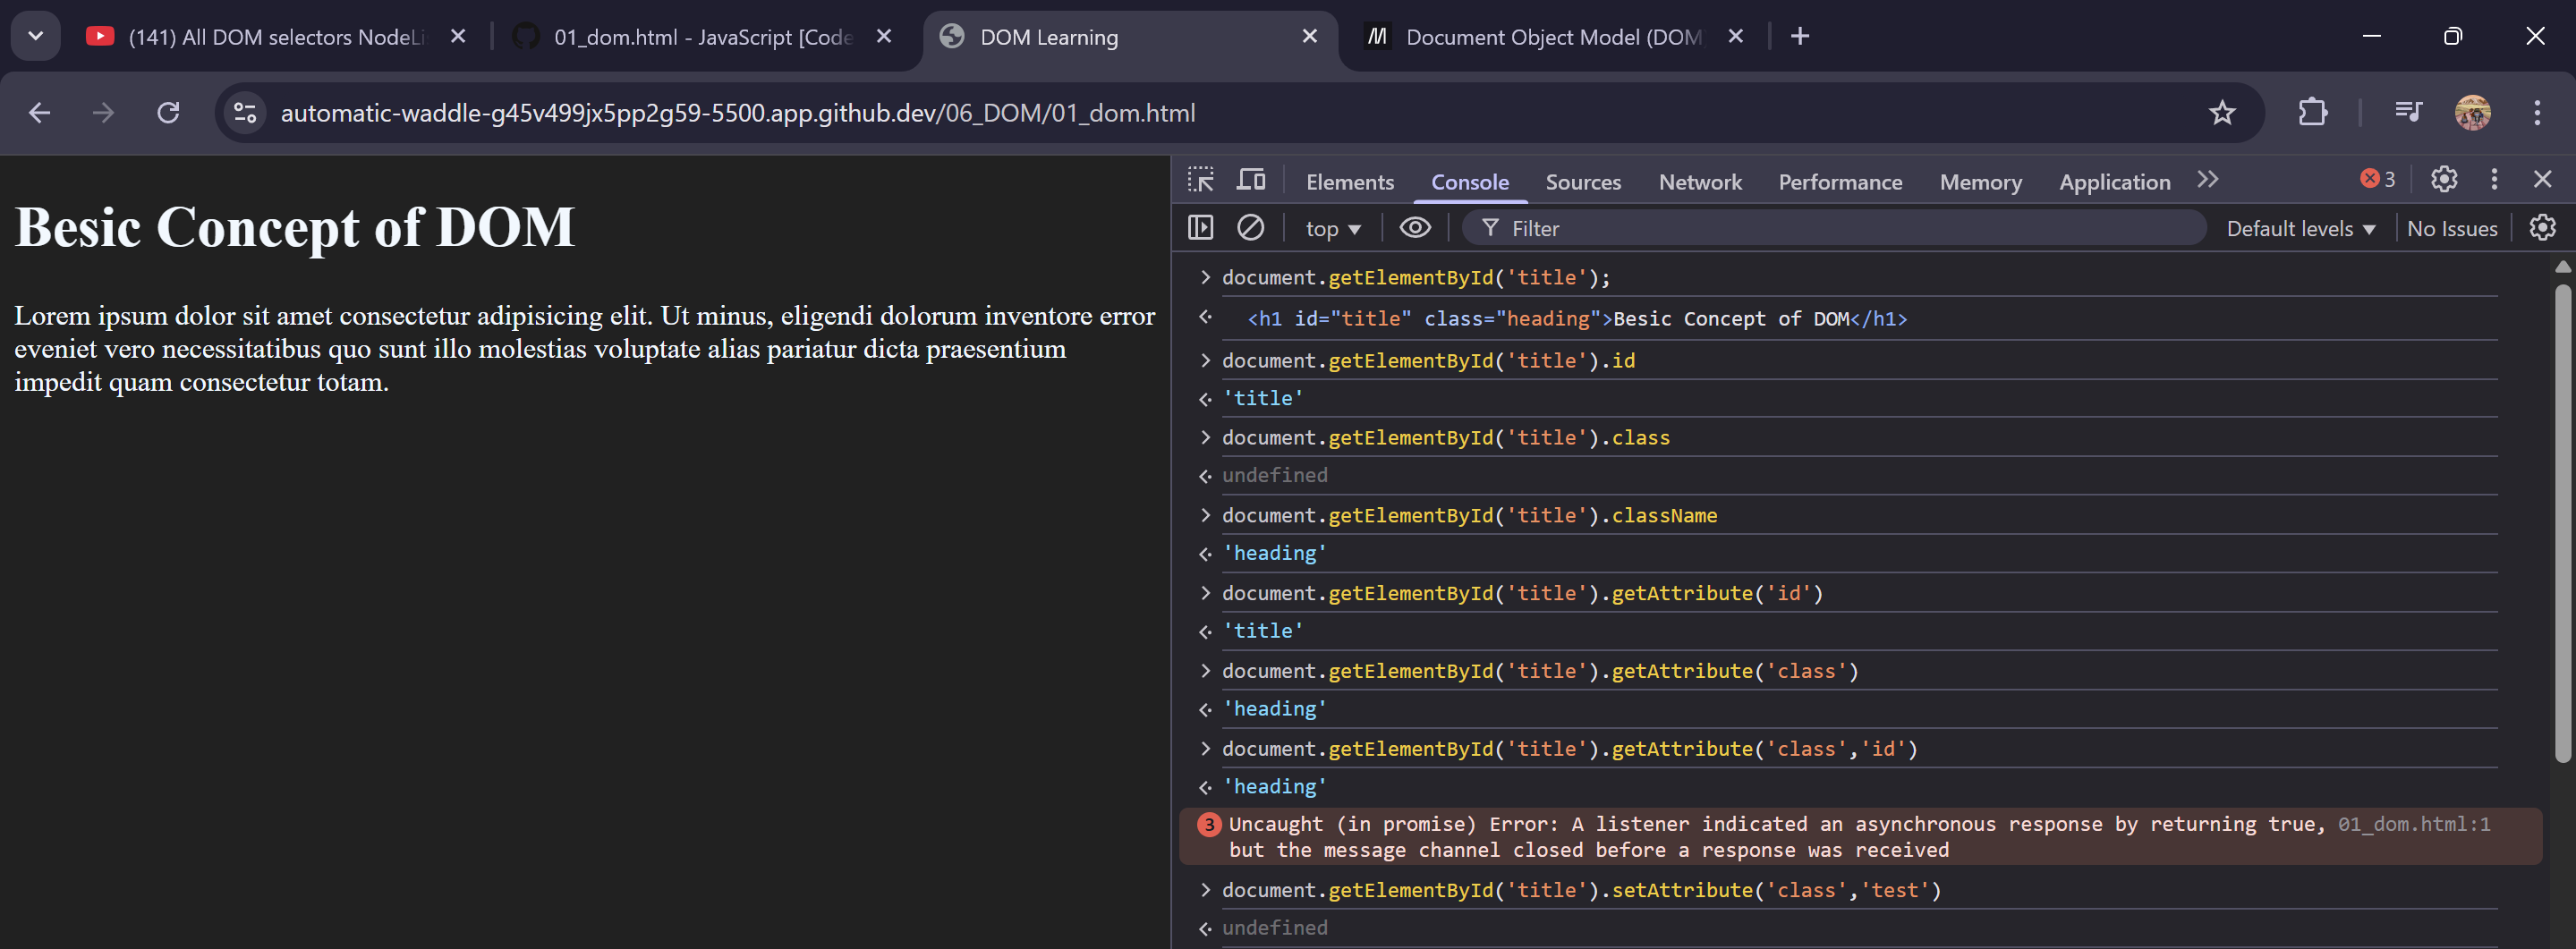 (141) All DOM selectors NodeLi
01_dom.html - JavaScript [Code
DOM Learning
Document Object Model (DOM
automatic-waddle-g45v499jx5pp2g59-5500.app.github.dev/06_DOM/01_dom.html
Besic Concept of DOM
Lorem ipsum dolor sit amet consectetur adipisicing elit. Ut minus, eligendi dolorum inventore error
eveniet vero necessitatibus quo sunt illo molestias voluptate alias pariatur dicta praesentium
impedit quam consectetur totam.
Elements Console Sources Network Performance Memory Application 3
top Filter Default levels No Issues
document.getElementById('title');
<h1 id="title" class="heading">Besic Concept of DOM</h1>
document.getElementById('title').id
'title'
document.getElementById('title').class
undefined
document.getElementById('title').className
'heading'
document.getElementById('title').getAttribute('id')
'title'
document.getElementById('title').getAttribute('class')
'heading'
document.getElementById('title').getAttribute('class','id')
'heading'
3 Uncaught (in promise) Error: A listener indicated an asynchronous response by returning true, 01_dom.html:1
but the message channel closed before a response was received
document.getElementById('title').setAttribute('class','test')
undefined